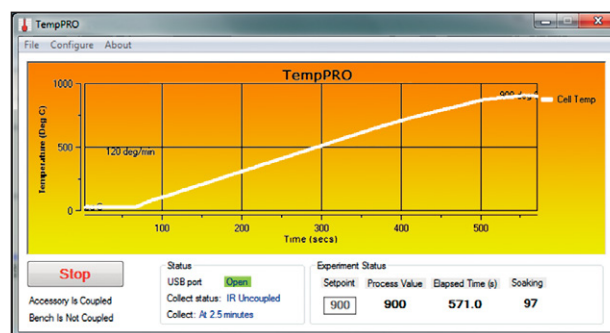 TempPRO
File Configure About
TempPRO
1000
900 deg
Cell Temp
Temperature (Deg C)
120 deg/min
500
0
100 200 300 400 500
Time (secs)
Stop
Accessory Is Coupled
Bench Is Not Coupled
Status
USB port Open
Collect status: IR Uncoupled
Collect: At 2.5 minutes
Experiment Status
Setpoint Process Value Elapsed Time (s) Soaking
900 900 571.0 97